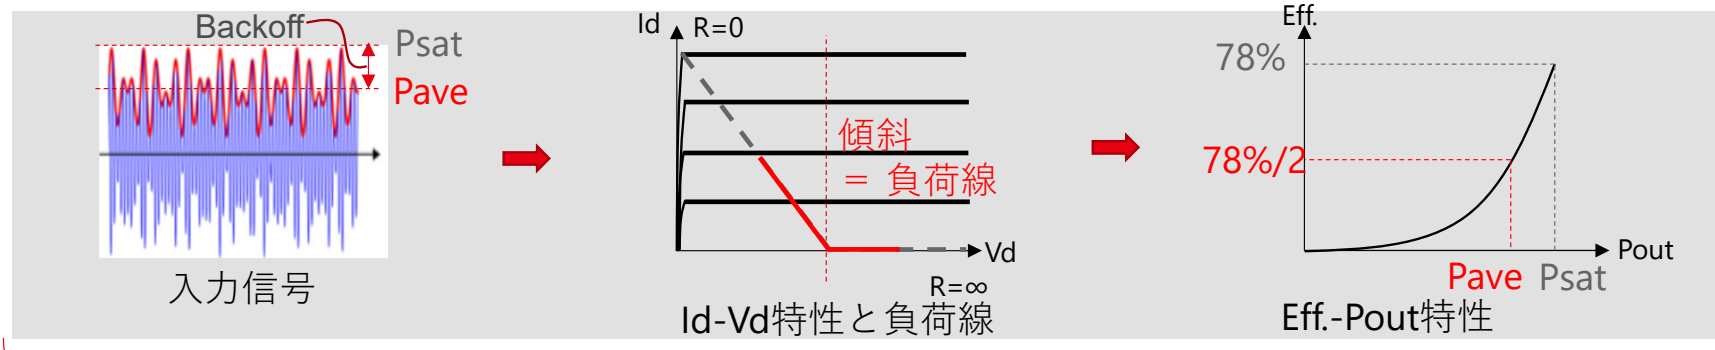 Backoff
Psat
Pave
入力信号
Id
R=0
傾斜
= 負荷線
Vd
R=∞
Id-Vd特性と負荷線
Eff.
78%
78%/2
Pout
Pave
Psat
Eff.-Pout特性